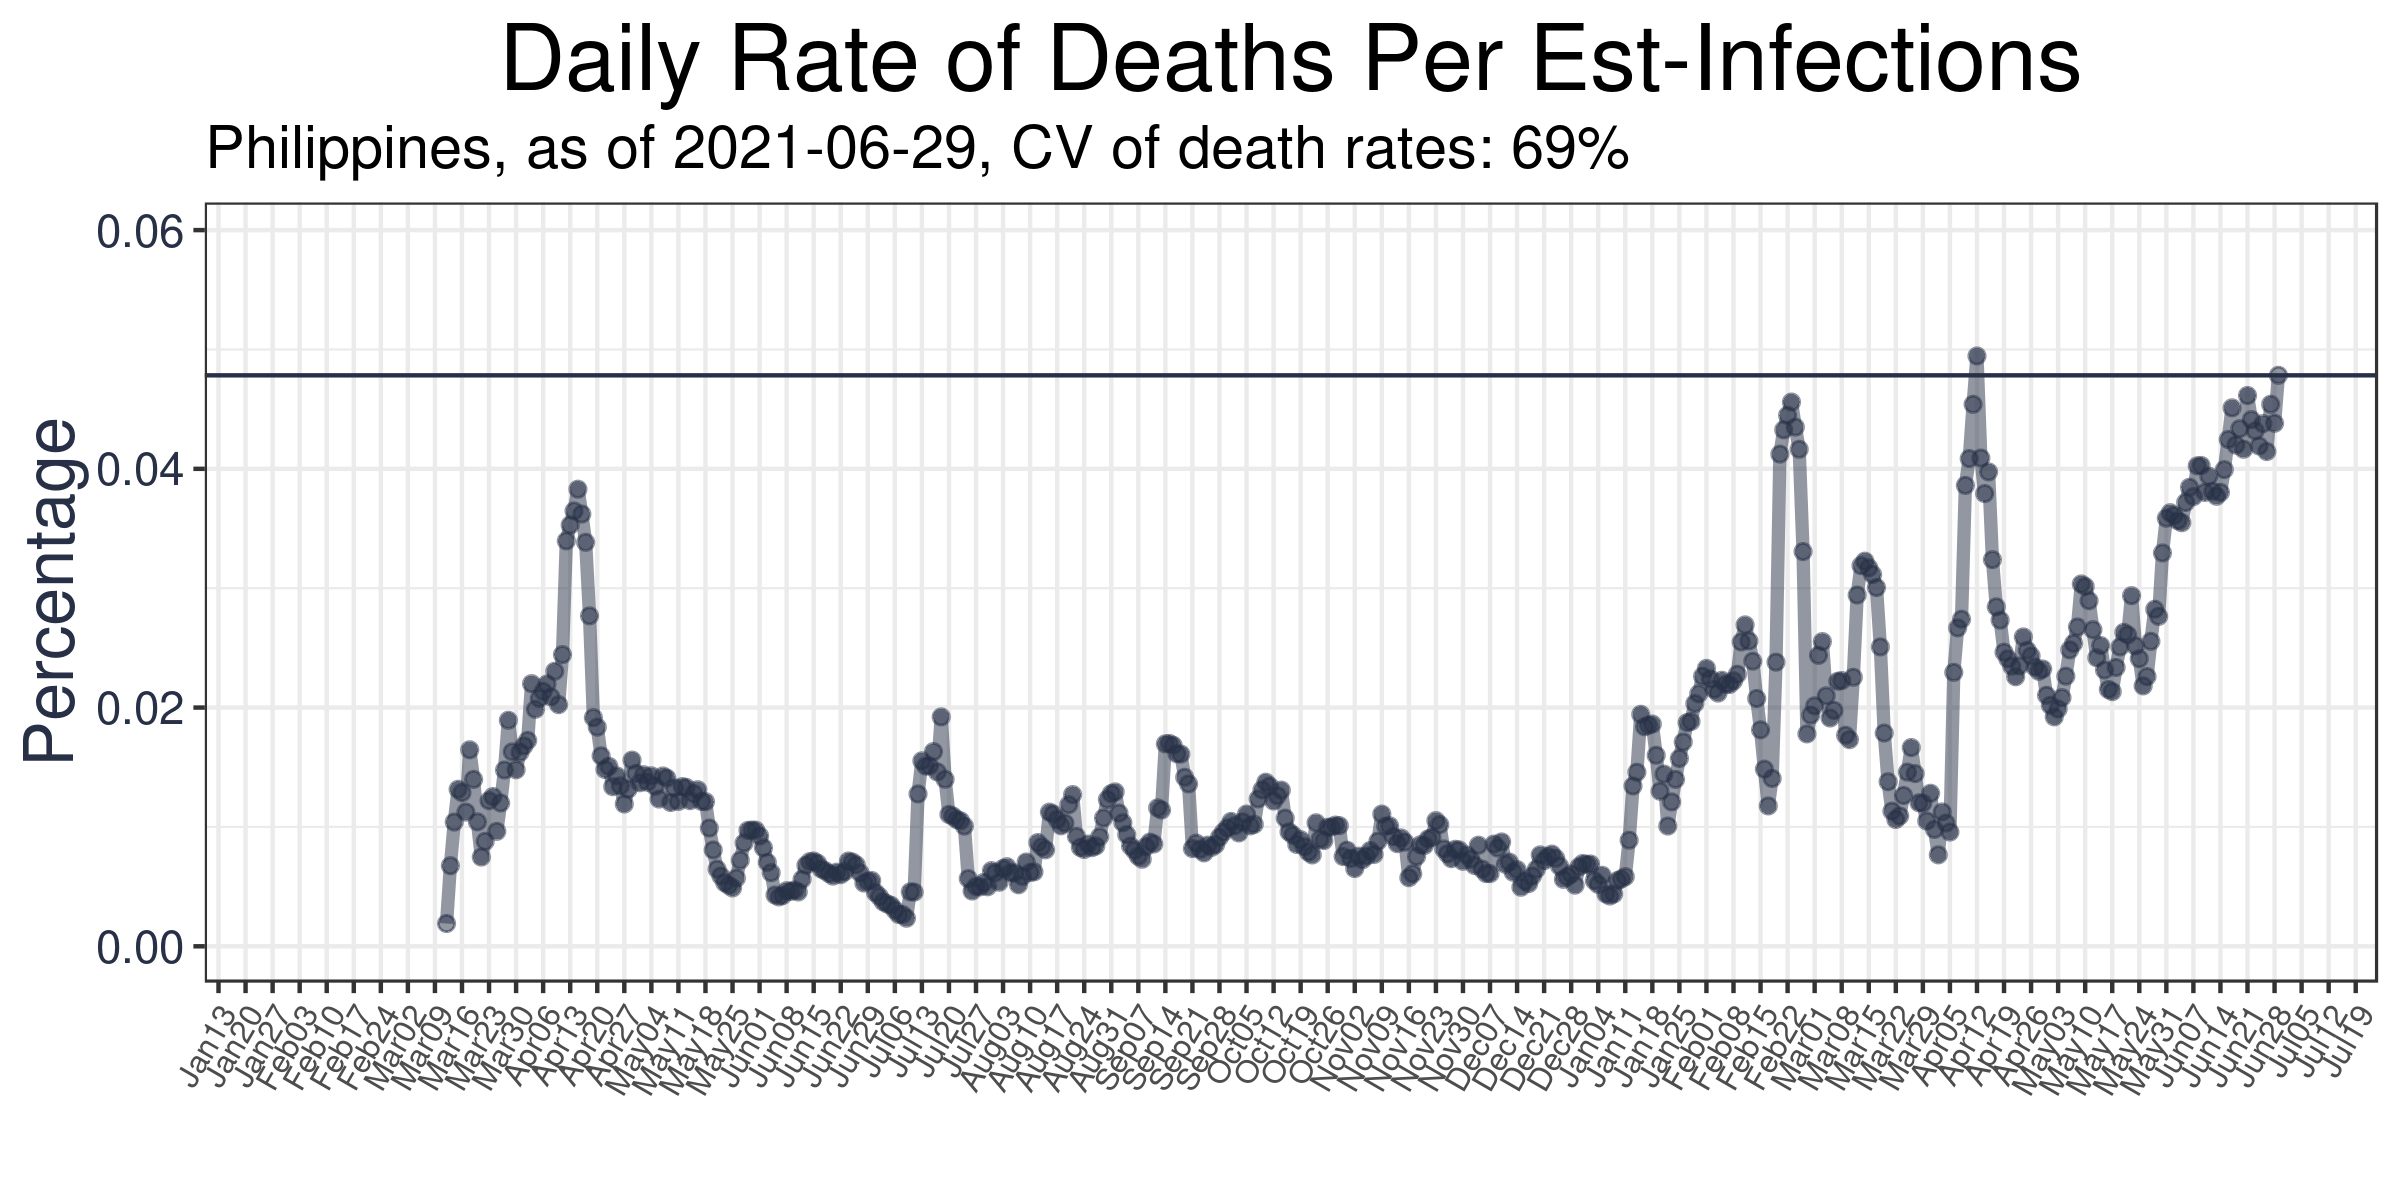 Daily Rate of Deaths Per Est-Infections
Philippines, as of 2021-06-29, CV of death rates: 69%
Percentage
0.06
0.04
0.02
0.00
Jan13
Jan20
Jan27
Feb03
Feb10
Feb17
Feb24
Mar02
Mar09
Mar16
Mar23
Mar30
Apr06
Apr13
Apr20
Apr27
May04
May11
May18
May25
Jun01
Jun08
Jun15
Jun22
Jun29
Jul06
Jul13
Jul20
Jul27
Aug03
Aug10
Aug17
Aug24
Aug31
Sep07
Sep14
Sep21
Sep28
Oct05
Oct12
Oct19
Oct26
Nov02
Nov09
Nov16
Nov23
Nov30
Dec07
Dec14
Dec21
Dec28
Jan04
Jan11
Jan18
Jan25
Feb01
Feb08
Feb15
Feb22
Mar01
Mar08
Mar15
Mar22
Mar29
Apr05
Apr12
Apr19
Apr26
May03
May10
May17
May24
May31
Jun07
Jun14
Jun21
Jun28
Jul05
Jul12
Jul19